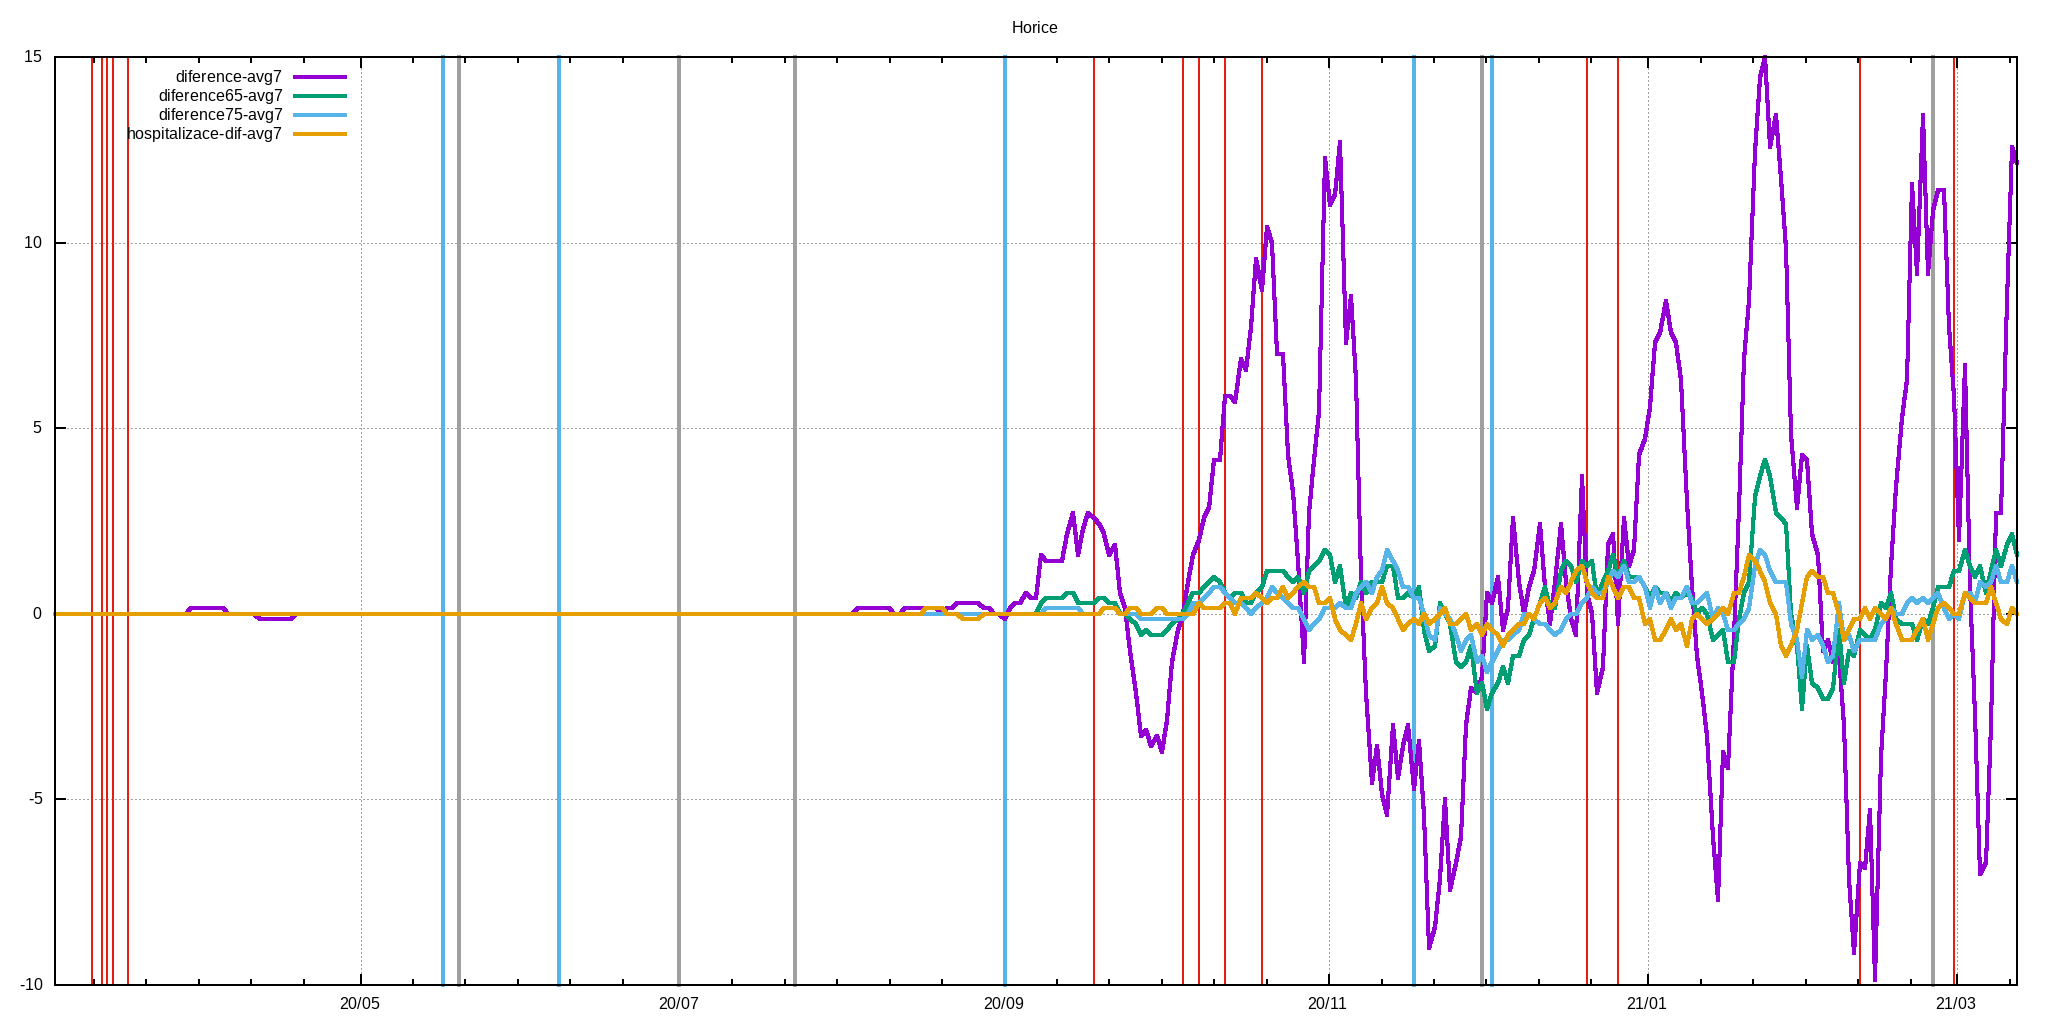 Horice
diference-avg7
diference65-avg7
diference75-avg7
hospitalizace-dif-avg7
15
10
5
0
-5
-10
20/05 20/07 20/09 20/11 21/01 21/03